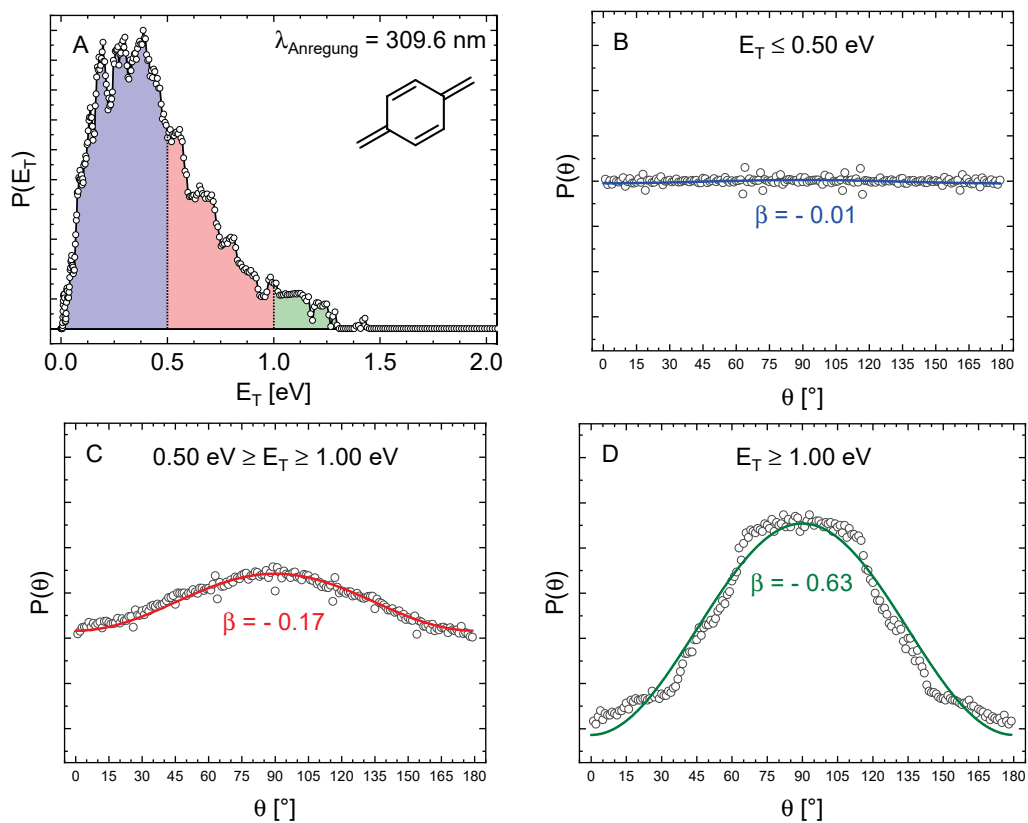 A
λAnregung = 309.6 nm
P(ET)
0.0 0.5 1.0 1.5 2.0
ET [eV]
B
ET ≤ 0.50 eV
P(θ)
β = - 0.01
0 15 30 45 60 75 90 105 120 135 150 165 180
θ [°]
C
0.50 eV ≥ ET ≥ 1.00 eV
P(θ)
β = - 0.17
0 15 30 45 60 75 90 105 120 135 150 165 180
θ [°]
D
ET ≥ 1.00 eV
P(θ)
β = - 0.63
0 15 30 45 60 75 90 105 120 135 150 165 180
θ [°]